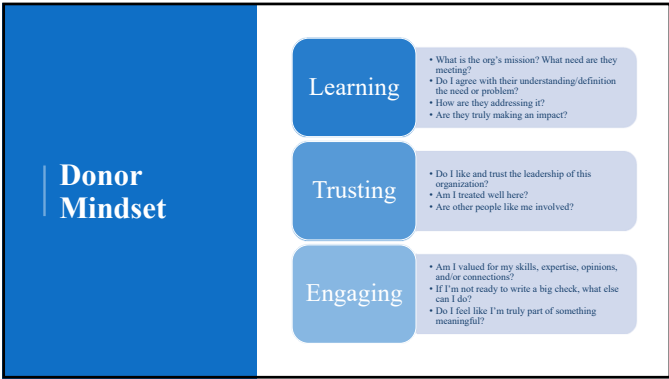 Donor
Mindset
Learning
• What is the org's mission? What need are they
meeting?
• Do I agree with their understanding/definition
the need or problem?
• How are they addressing it?
• Are they truly making an impact?
Trusting
• Do I like and trust the leadership of this
organization?
• Am I treated well here?
• Are other people like me involved?
Engaging
• Am I valued for my skills, expertise, opinions,
and/or connections?
• If I'm not ready to write a big check, what else
can I do?
• Do I feel like I'm truly part of something
meaningful?